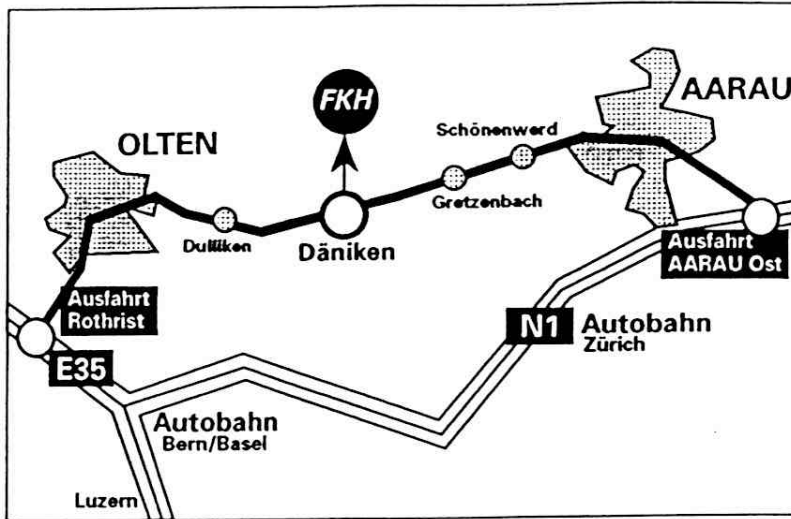 FKH
AARAU
OLTEN
Schönenwerd
Gretzenbach
Dulliken
Däniken
Ausfahrt
AARAU Ost
Ausfahrt
Rothrist
N1
Autobahn
Zürich
E35
Autobahn
Bern/Basel
Luzern